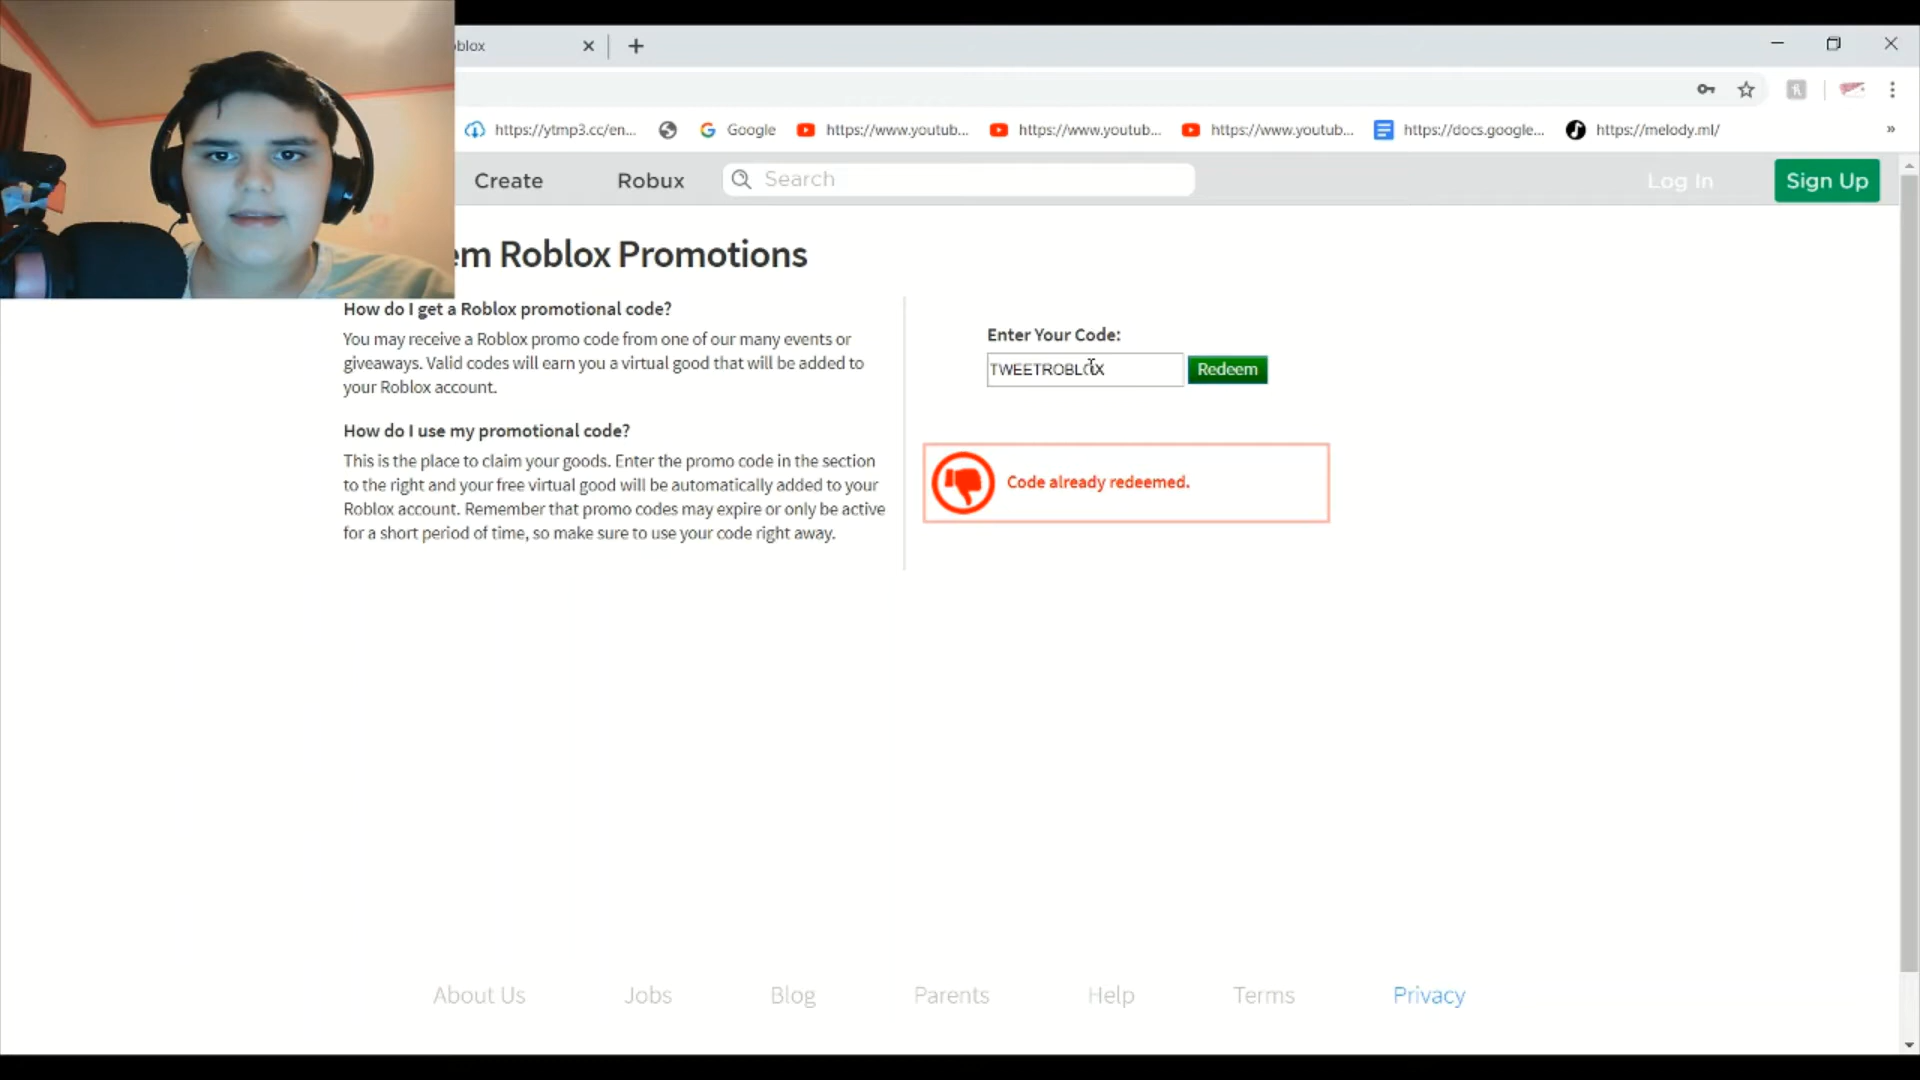 blox
https://ytmp3.cc/en... Google https://www.youtub... https://www.youtub... https://www.youtub... https://docs.google... https://melody.ml/ »
Create Robux Search Log In Sign Up
em Roblox Promotions
How do I get a Roblox promotional code?
You may receive a Roblox promo code from one of our many events or
giveaways. Valid codes will earn you a virtual good that will be added to
your Roblox account.
How do I use my promotional code?
This is the place to claim your goods. Enter the promo code in the section
to the right and your free virtual good will be automatically added to your
Roblox account. Remember that promo codes may expire or only be active
for a short period of time, so make sure to use your code right away.
Enter Your Code:
TWEETROBLOX Redeem
Code already redeemed.
About Us Jobs Blog Parents Help Terms Privacy